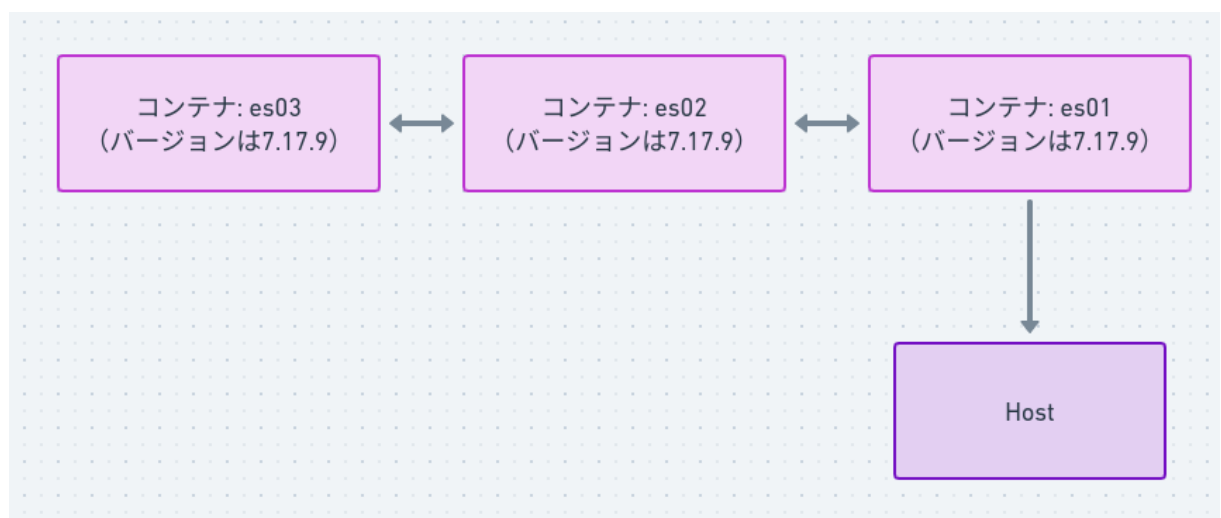 コンテナ: es03
（バージョンは7.17.9）
コンテナ: es02
（バージョンは7.17.9）
コンテナ: es01
（バージョンは7.17.9）
Host